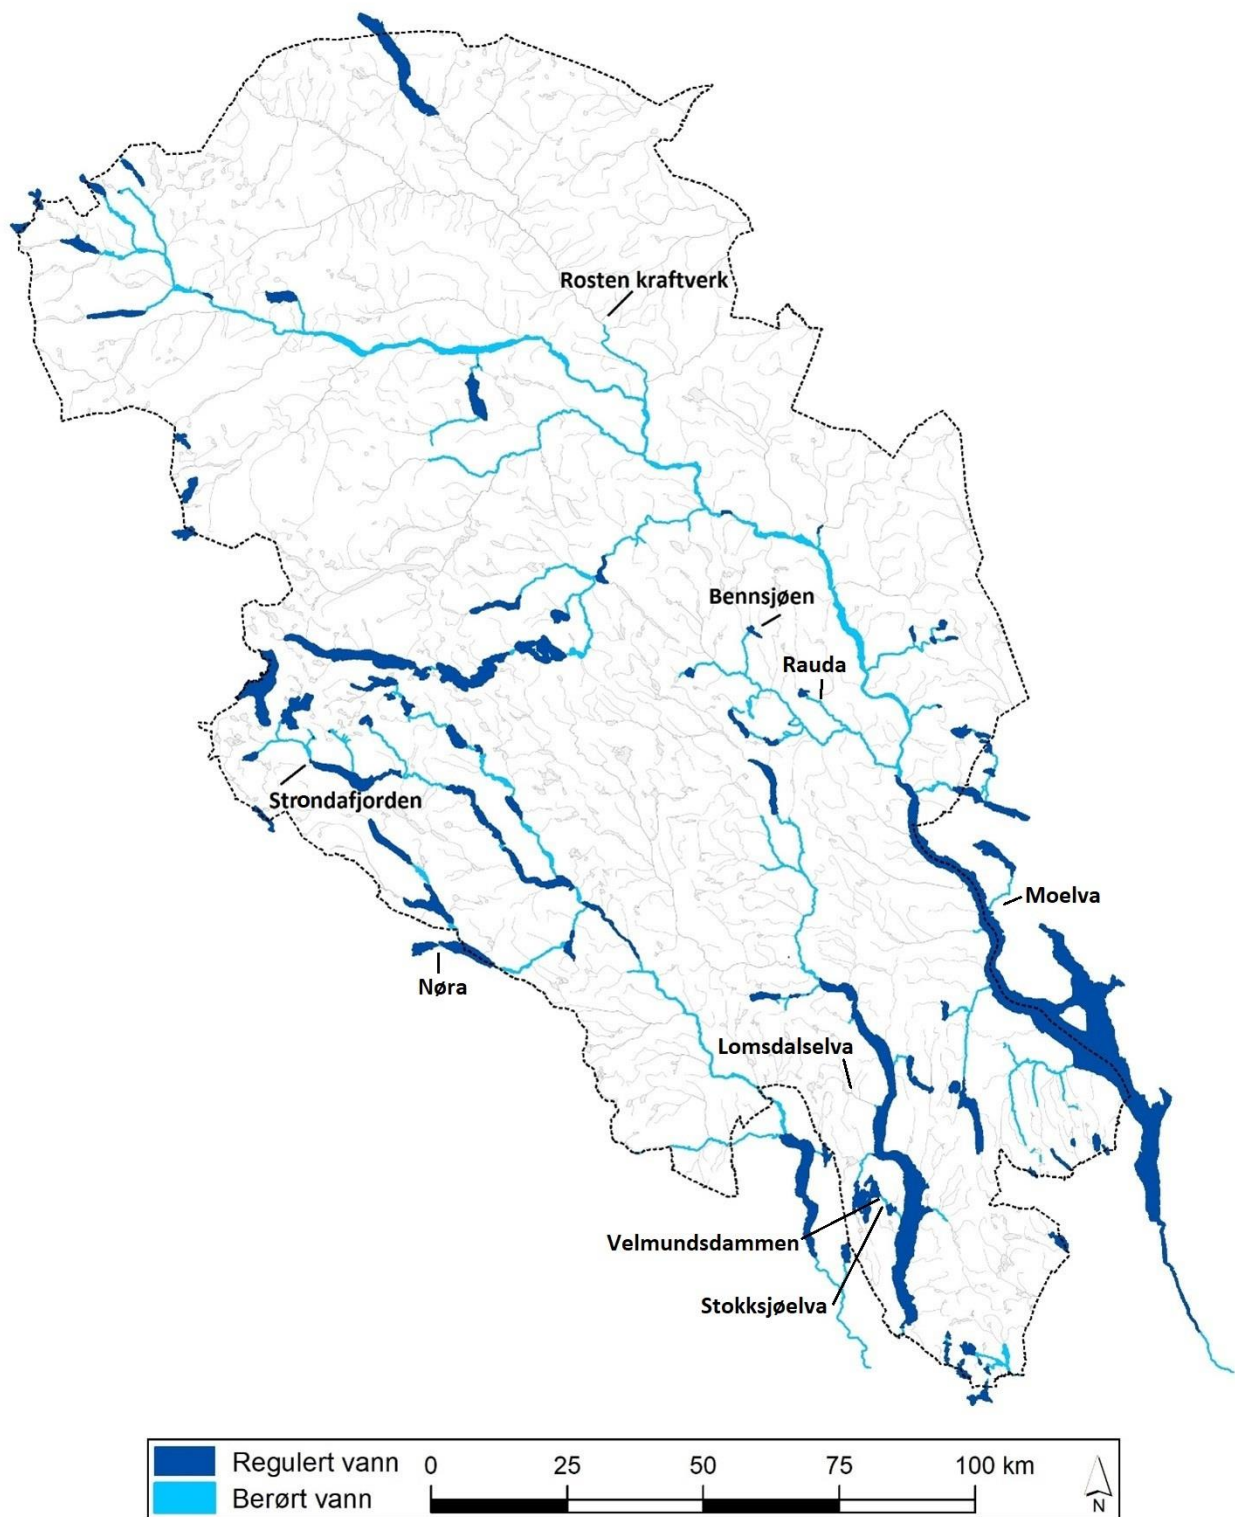 Rosten kraftverk
Bennsjøen
Rauda
Strondafjorden
Moelva
Nøra
Lomsdalselva
Velmundsdammen
Stokksjøelva
Regulert vann 0 25 50 75 100 km
Berørt vann
N